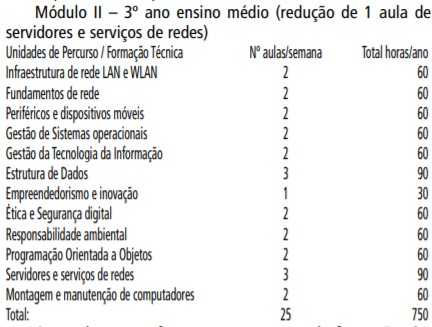 Módulo II – 3º ano ensino médio (redução de 1 aula de
servidores e serviços de redes)
Unidades de Percurso / Formação Técnica Nº aulas/semana Total horas/ano
Infraestrutura de rede LAN e WLAN 2 60
Fundamentos de rede 2 60
Periféricos e dispositivos móveis 2 60
Gestão de Sistemas operacionais 2 60
Gestão da Tecnologia da Informação 2 60
Estrutura de Dados 3 90
Empreendedorismo e inovação 1 30
Ética e Segurança digital 2 60
Responsabilidade ambiental 2 60
Programação Orientada a Objetos 2 60
Servidores e serviços de redes 3 90
Montagem e manutenção de computadores 2 60
Total: 25 750